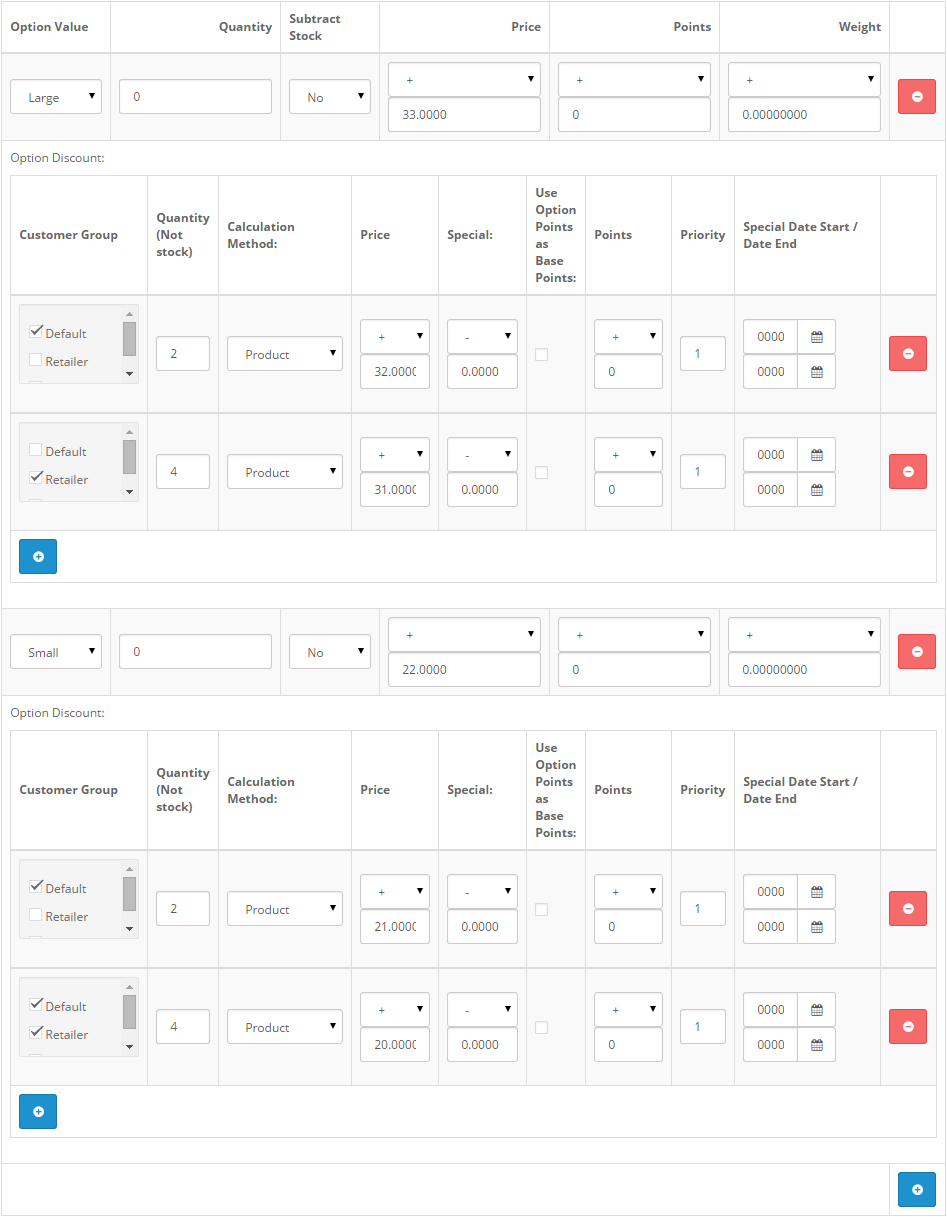 Option Value Quantity Subtract Stock Price Points Weight
Large 0 No + + +
33.0000 0 0.00000000
Option Discount:
Customer Group Quantity (Not stock) Calculation Method: Price Special: Use Option Points as Base Points: Points Priority Special Date Start / Date End
Default 2 Product + - + 1 0000
Retailer 32.000 0.0000 0 0000
Default 4 Product + - + 1 0000
Retailer 31.000 0.0000 0 0000
Small 0 No + + +
22.0000 0 0.00000000
Option Discount:
Customer Group Quantity (Not stock) Calculation Method: Price Special: Use Option Points as Base Points: Points Priority Special Date Start / Date End
Default 2 Product + - + 1 0000
Retailer 21.000 0.0000 0 0000
Default 4 Product + - + 1 0000
Retailer 20.000 0.0000 0 0000